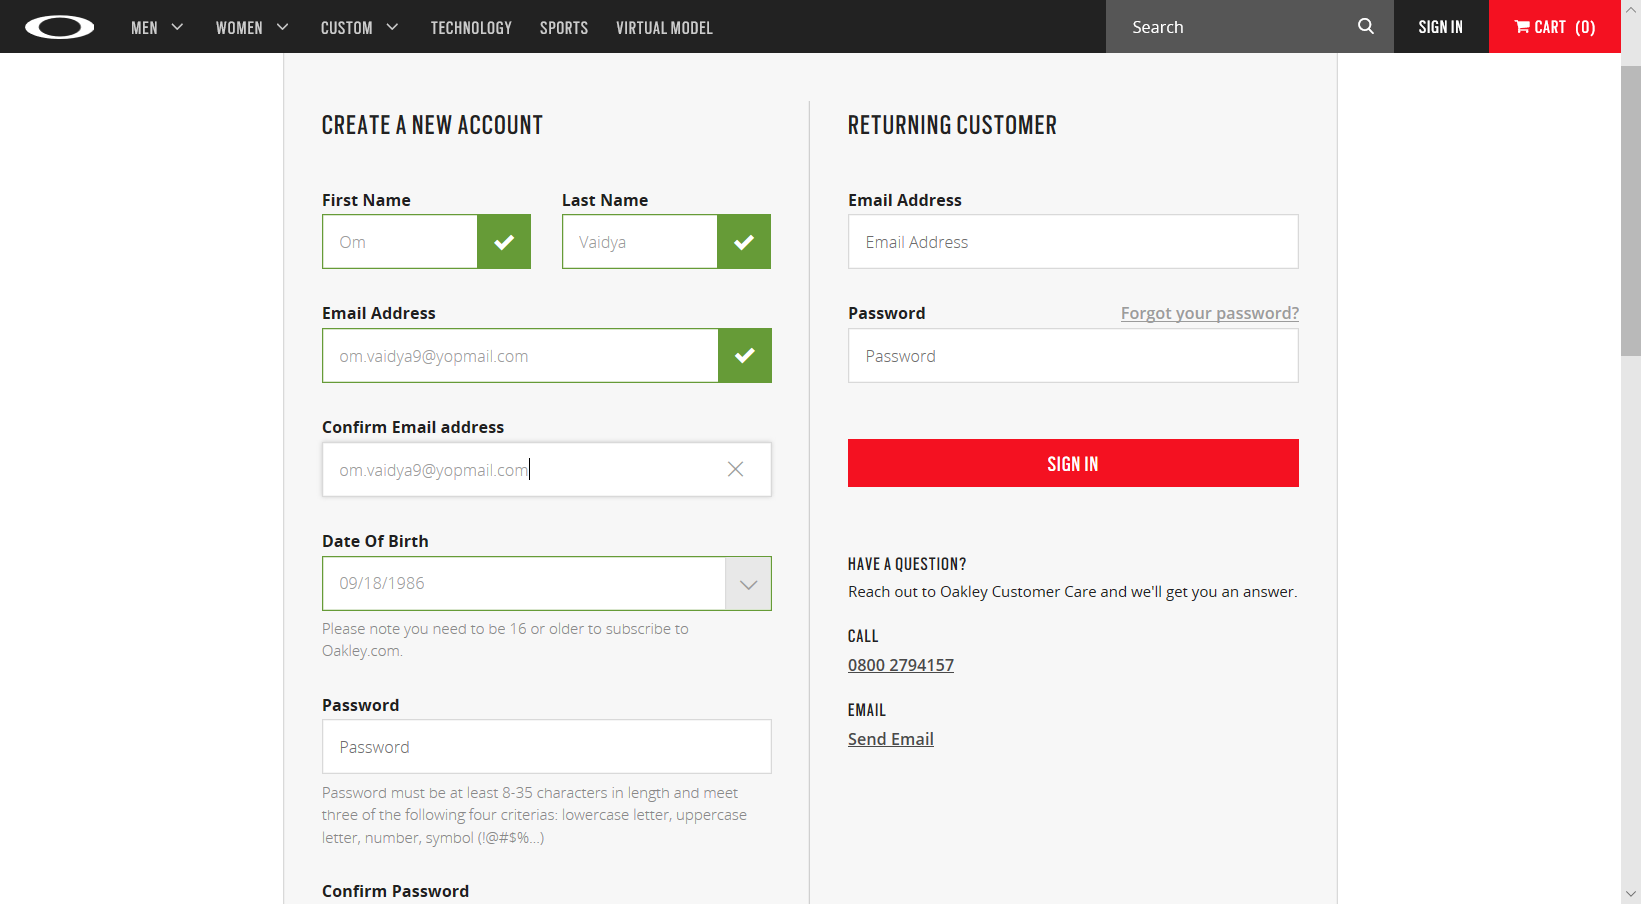 MEN WOMEN CUSTOM TECHNOLOGY SPORTS VIRTUAL MODEL Search SIGN IN CART (0)
CREATE A NEW ACCOUNT
First Name Last Name
Om Vaidya
Email Address
om.vaidya9@yopmail.com
Confirm Email address
om.vaidya9@yopmail.com
Date Of Birth
09/18/1986
Please note you need to be 16 or older to subscribe to
Oakley.com.
Password
Password
Password must be at least 8-35 characters in length and meet
three of the following four criterias: lowercase letter, uppercase
letter, number, symbol (!@#$%...)
Confirm Password
RETURNING CUSTOMER
Email Address
Email Address
Password Forgot your password?
Password
SIGN IN
HAVE A QUESTION?
Reach out to Oakley Customer Care and we'll get you an answer.
CALL
0800 2794157
EMAIL
Send Email